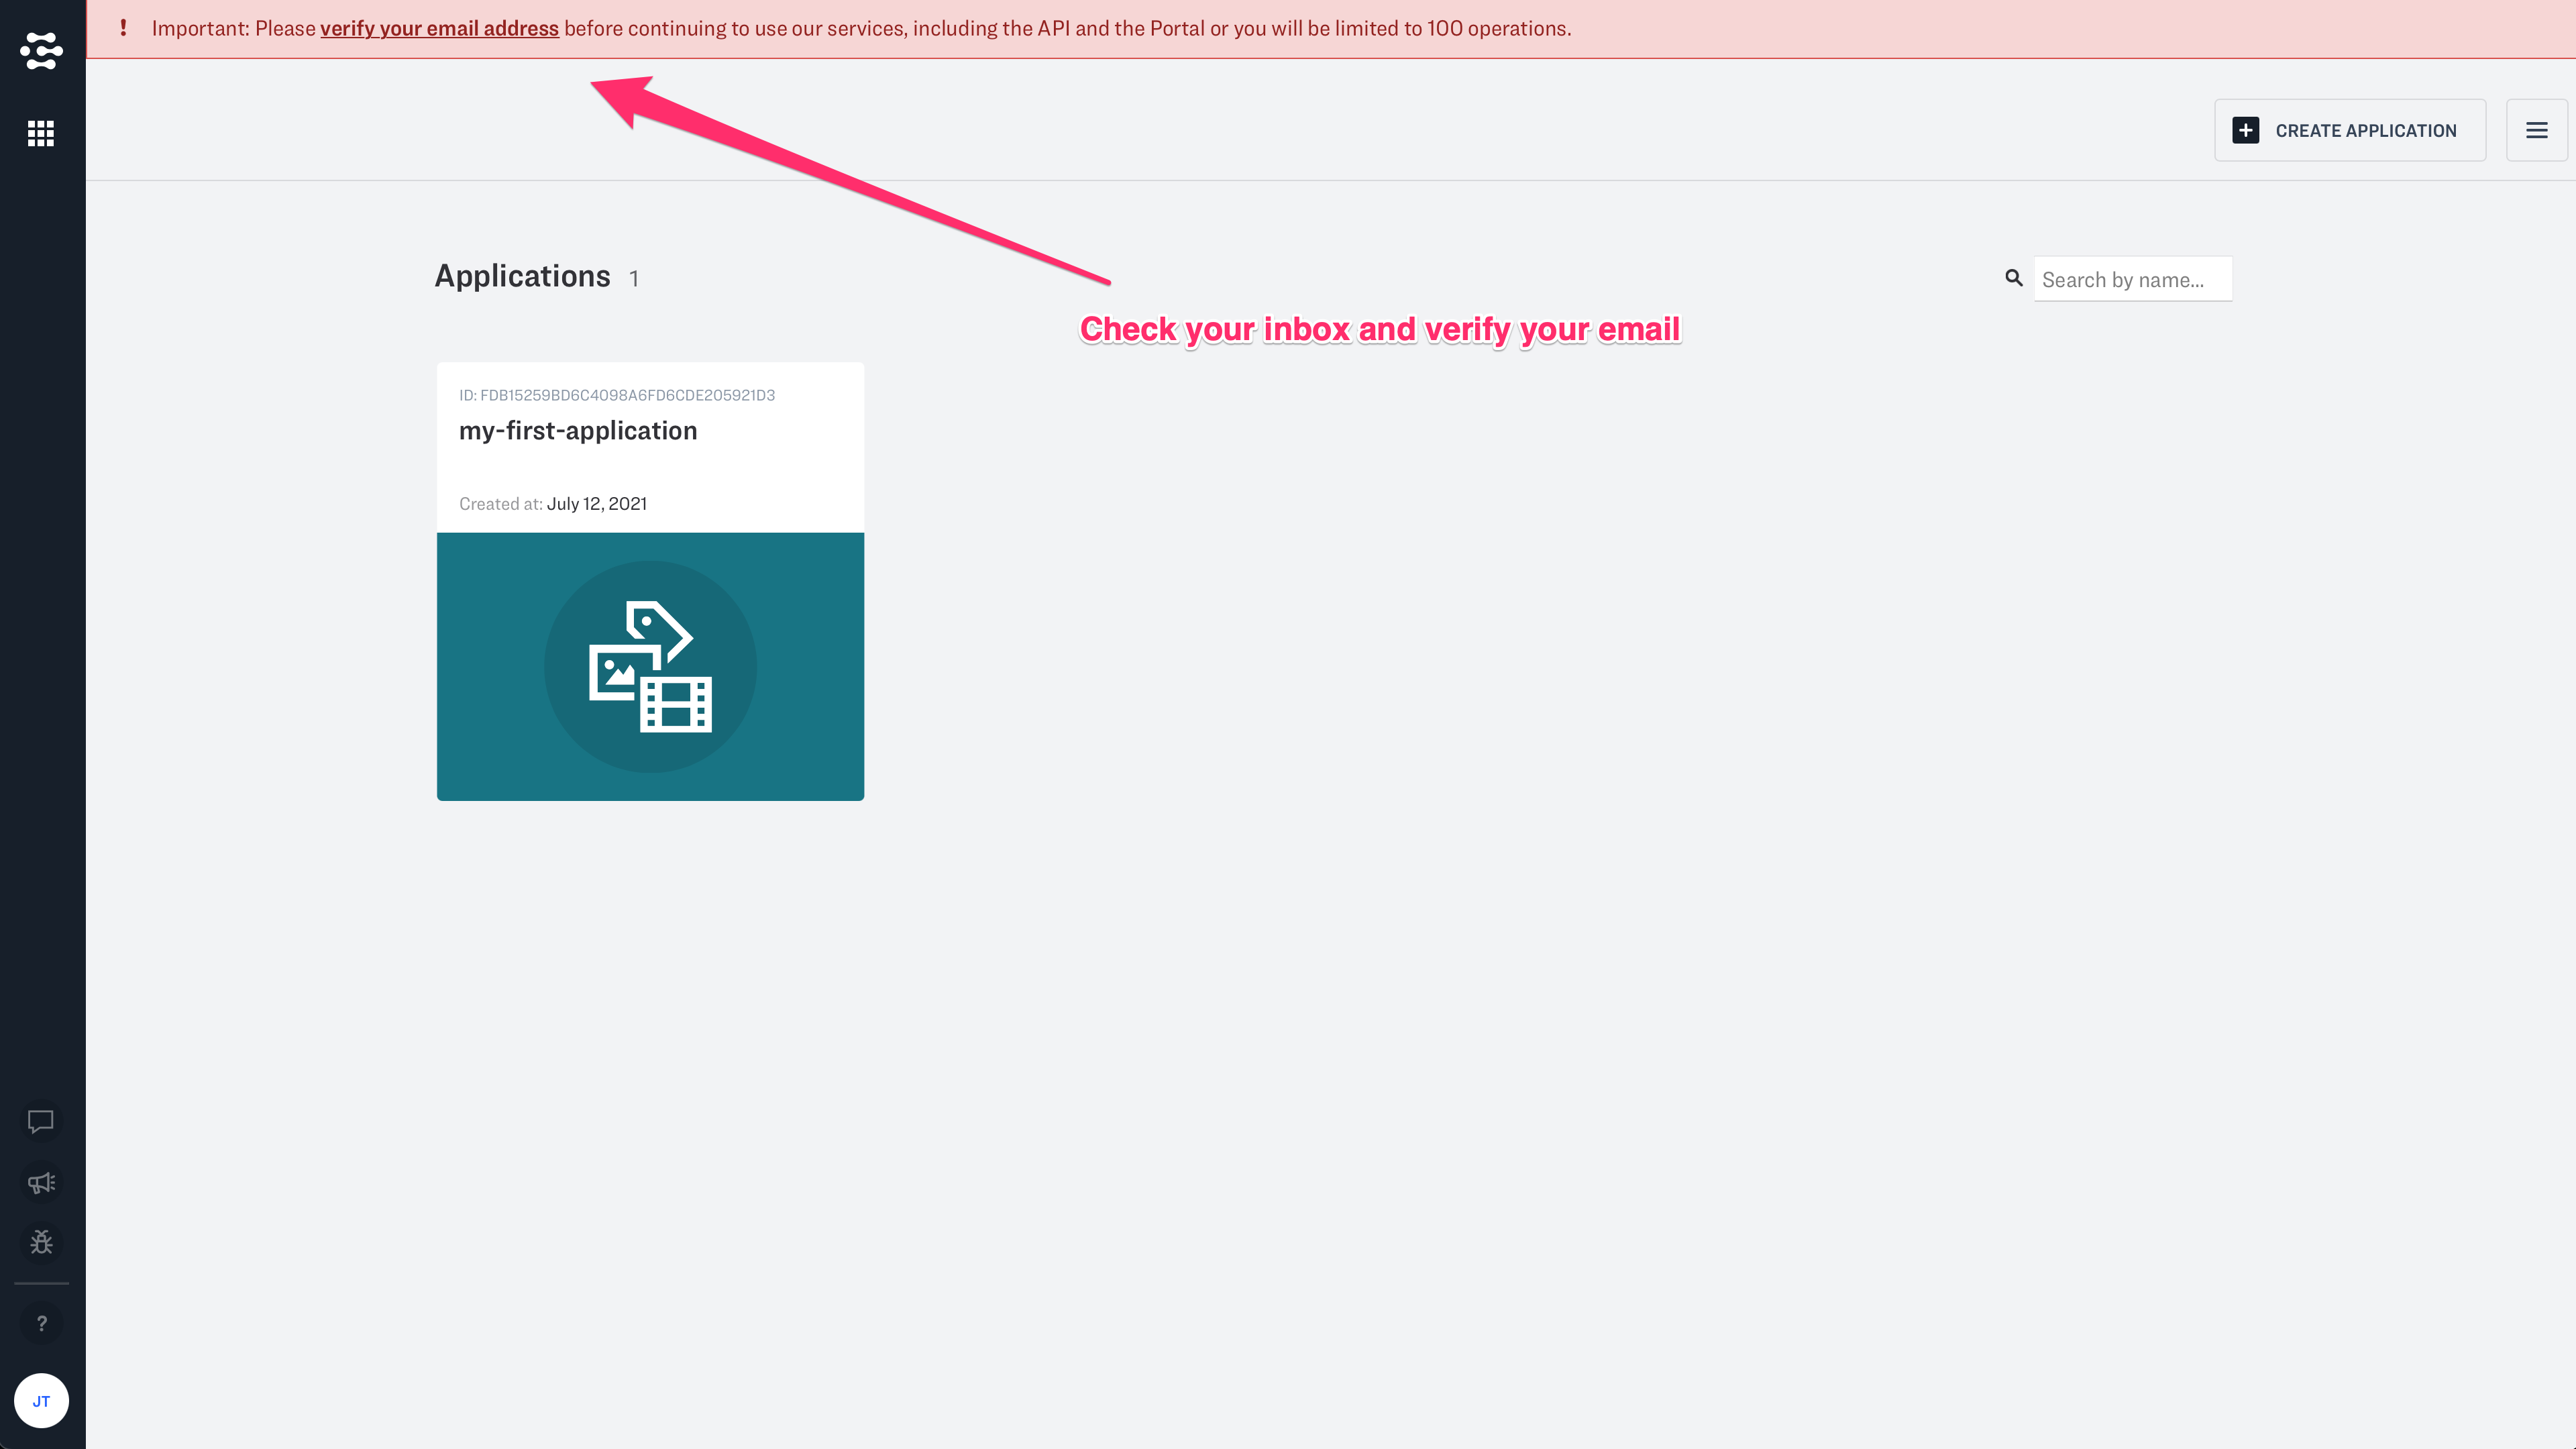 Important: Please verify your email address before continuing to use our services, including the API and the Portal or you will be limited to 100 operations.
CREATE APPLICATION
Applications 1
Search by name...
Check your inbox and verify your email
ID: FDB15259BD6C4098A6FD6CDE205921D3
my-first-application
Created at: July 12, 2021
?
JT